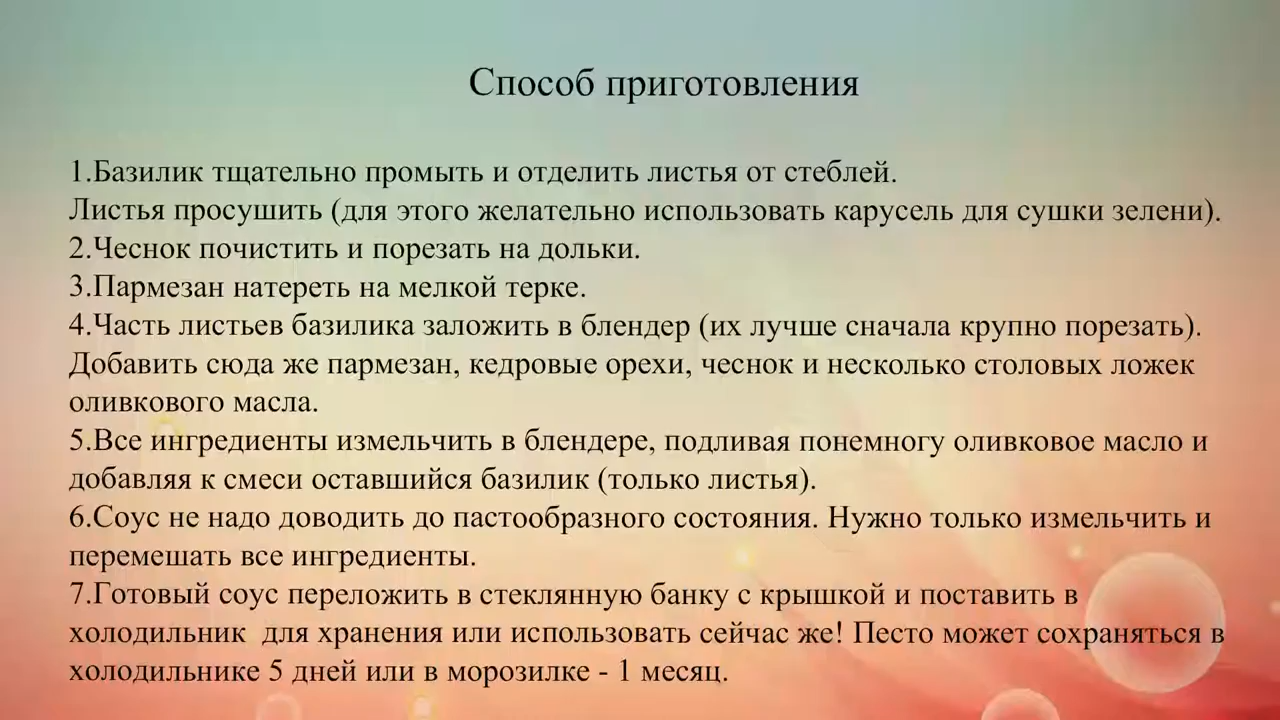 Способ приготовления
1.Базилик тщательно промыть и отделить листья от стеблей.
Листья просушить (для этого желательно использовать карусель для сушки зелени).
2.Чеснок почистить и порезать на дольки.
3.Пармезан натереть на мелкой терке.
4.Часть листьев базилика заложить в блендер (их лучше сначала крупно порезать).
Добавить сюда же пармезан, кедровые орехи, чеснок и несколько столовых ложек
оливкового масла.
5.Все ингредиенты измельчить в блендере, подливая понемногу оливковое масло и
добавляя к смеси оставшийся базилик (только листья).
6.Соус не надо доводить до пастообразного состояния. Нужно только измельчить и
перемешать все ингредиенты.
7.Готовый соус переложить в стеклянную банку с крышкой и поставить в
холодильник  для хранения или использовать сейчас же! Песто может сохраняться в
холодильнике 5 дней или в морозилке - 1 месяц.